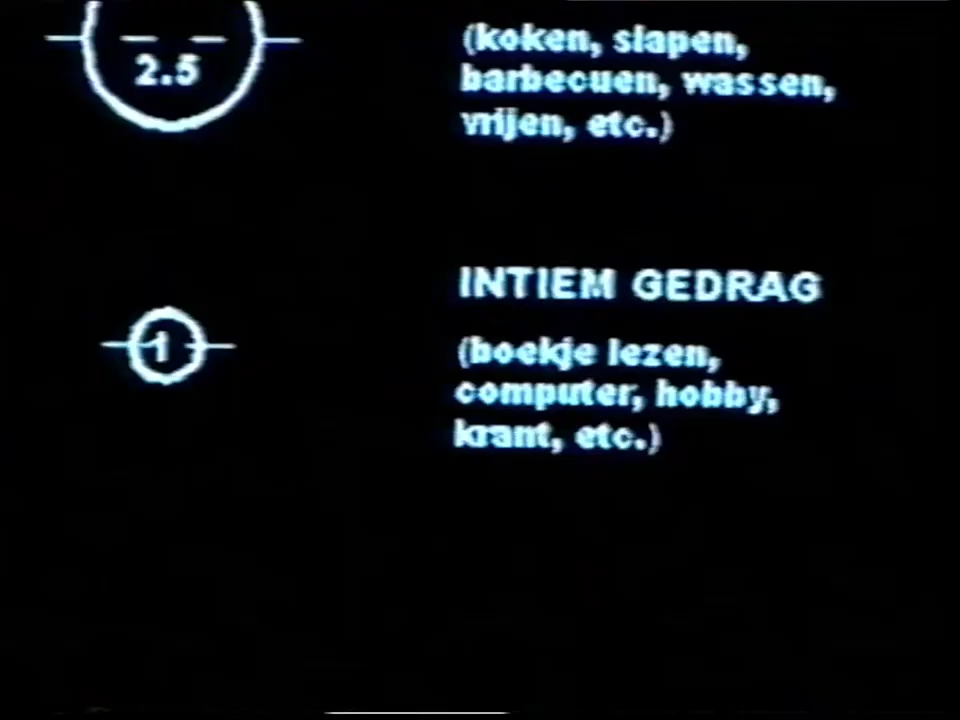 2.5
(koken, slapen,
barbecuen, wassen,
vrijen, etc.)
INTIEM GEDRAG
1
(boekje lezen,
computer, hobby,
krant, etc.)